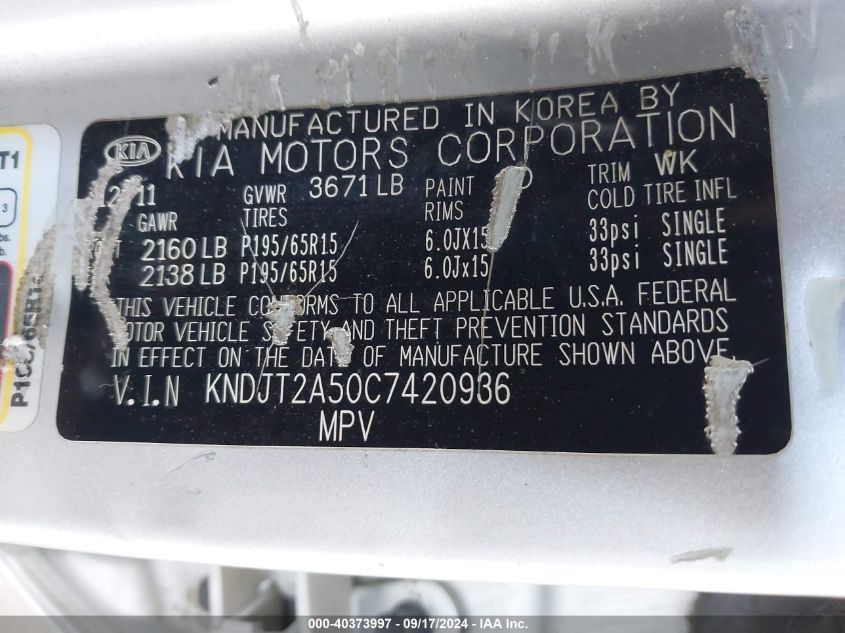 MANUFACTURED IN KOREA BY
KIA KIA MOTORS CORPORATION
GVWR 3671 LB PAINT TRIM WK
GAWR TIRES RIMS COLD TIRE INFL
2160 LB P195/65R15 6.0JX15 33psi SINGLE
2138 LB P195/65R15 6.0Jx15 33psi SINGLE
THIS VEHICLE CONFORMS TO ALL APPLICABLE U.S.A. FEDERAL
MOTOR VEHICLE SAFETY AND THEFT PREVENTION STANDARDS
IN EFFECT ON THE DATE OF MANUFACTURE SHOWN ABOVE.
V.I.N KNDJT2A50C7420936
MPV
T1
3
000-40373997 - 09/17/2024 - IAA Inc.